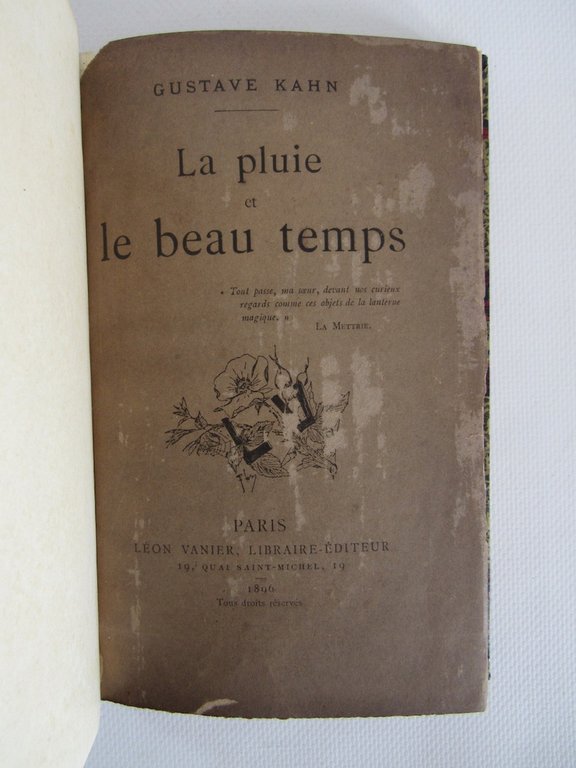 GUSTAVE KAHN
La pluie
et
le beau temps
« Tout passe, ma sœur, devant nos curieux
regards comme ces objets de la lanterne
magique. »
LA METTRIE.
L V
PARIS
LÉON VANIER, LIBRAIRE-ÉDITEUR
19, QUAI SAINT-MICHEL, 19
1896
Tous droits réservés